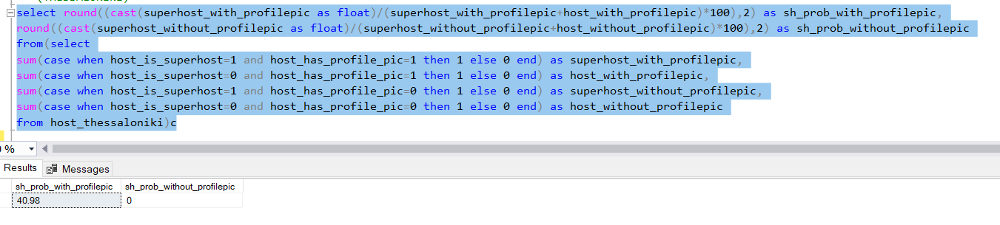 select round((cast(superhost_with_profilepic as float)/(superhost_with_profilepic+host_with_profilepic)*100),2) as sh_prob_with_profilepic,
round((cast(superhost_without_profilepic as float)/(superhost_without_profilepic+host_without_profilepic)*100),2) as sh_prob_without_profilepic
from(select
sum(case when host_is_superhost=1 and host_has_profile_pic=1 then 1 else 0 end) as superhost_with_profilepic,
sum(case when host_is_superhost=0 and host_has_profile_pic=1 then 1 else 0 end) as host_with_profilepic,
sum(case when host_is_superhost=1 and host_has_profile_pic=0 then 1 else 0 end) as superhost_without_profilepic,
sum(case when host_is_superhost=0 and host_has_profile_pic=0 then 1 else 0 end) as host_without_profilepic
from host_thessaloniki)c
%
Results Messages
sh_prob_with_profilepic sh_prob_without_profilepic
40.98 0